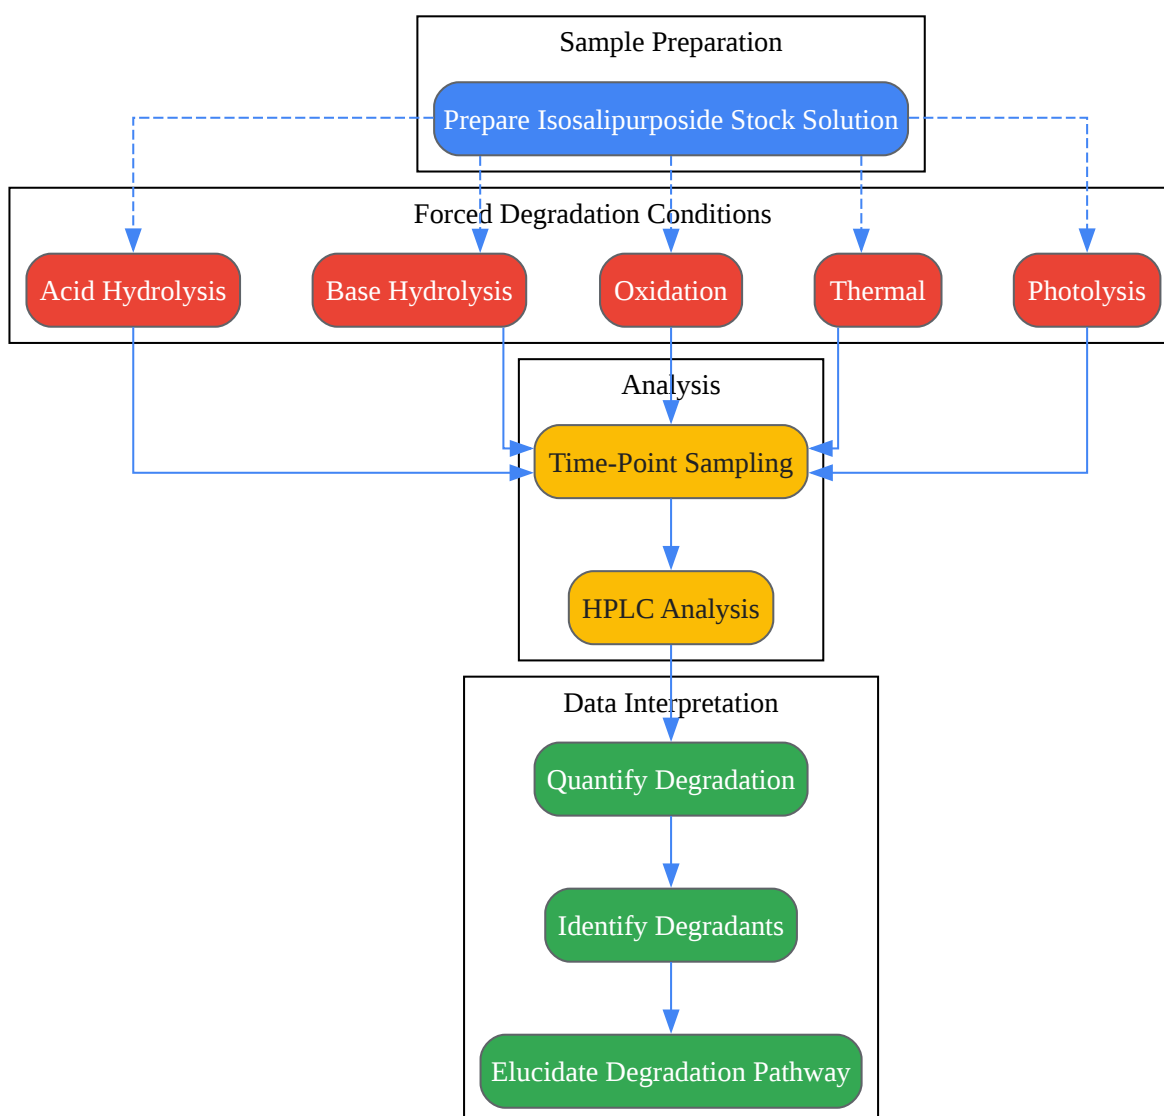 Sample Preparation
Prepare Isosalipurposide Stock Solution
Forced Degradation Conditions
Acid Hydrolysis
Base Hydrolysis
Oxidation
Thermal
Photolysis
Analysis
Time-Point Sampling
HPLC Analysis
Data Interpretation
Quantify Degradation
Identify Degradants
Elucidate Degradation Pathway